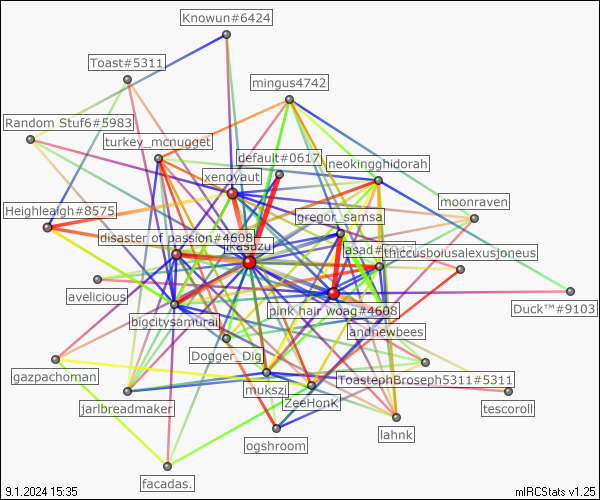 Knowun#6424
Toast#5311
mingus4742
Random Stuf6#5983
turkey_mcnugget
default#0617
neokingghidorah
xenovaut
moonraven
Heighleaigh#8575
gregor_samsa
disaster of passion#4608
jikasuzu
asad#
thiccusboiusalexusjoneus
avelicious
Duck™#9103
pink hair woag#4608
bigcitysamurai
andnewbees
Dogger_Dig
gazpachoman
mukszi
ToastephBroseph5311#5311
ZeeHonk
tescoroll
jarlbreadmaker
lahnk
ogshroom
facadas.
9.1.2024 15:35
mIRCStats v1.25